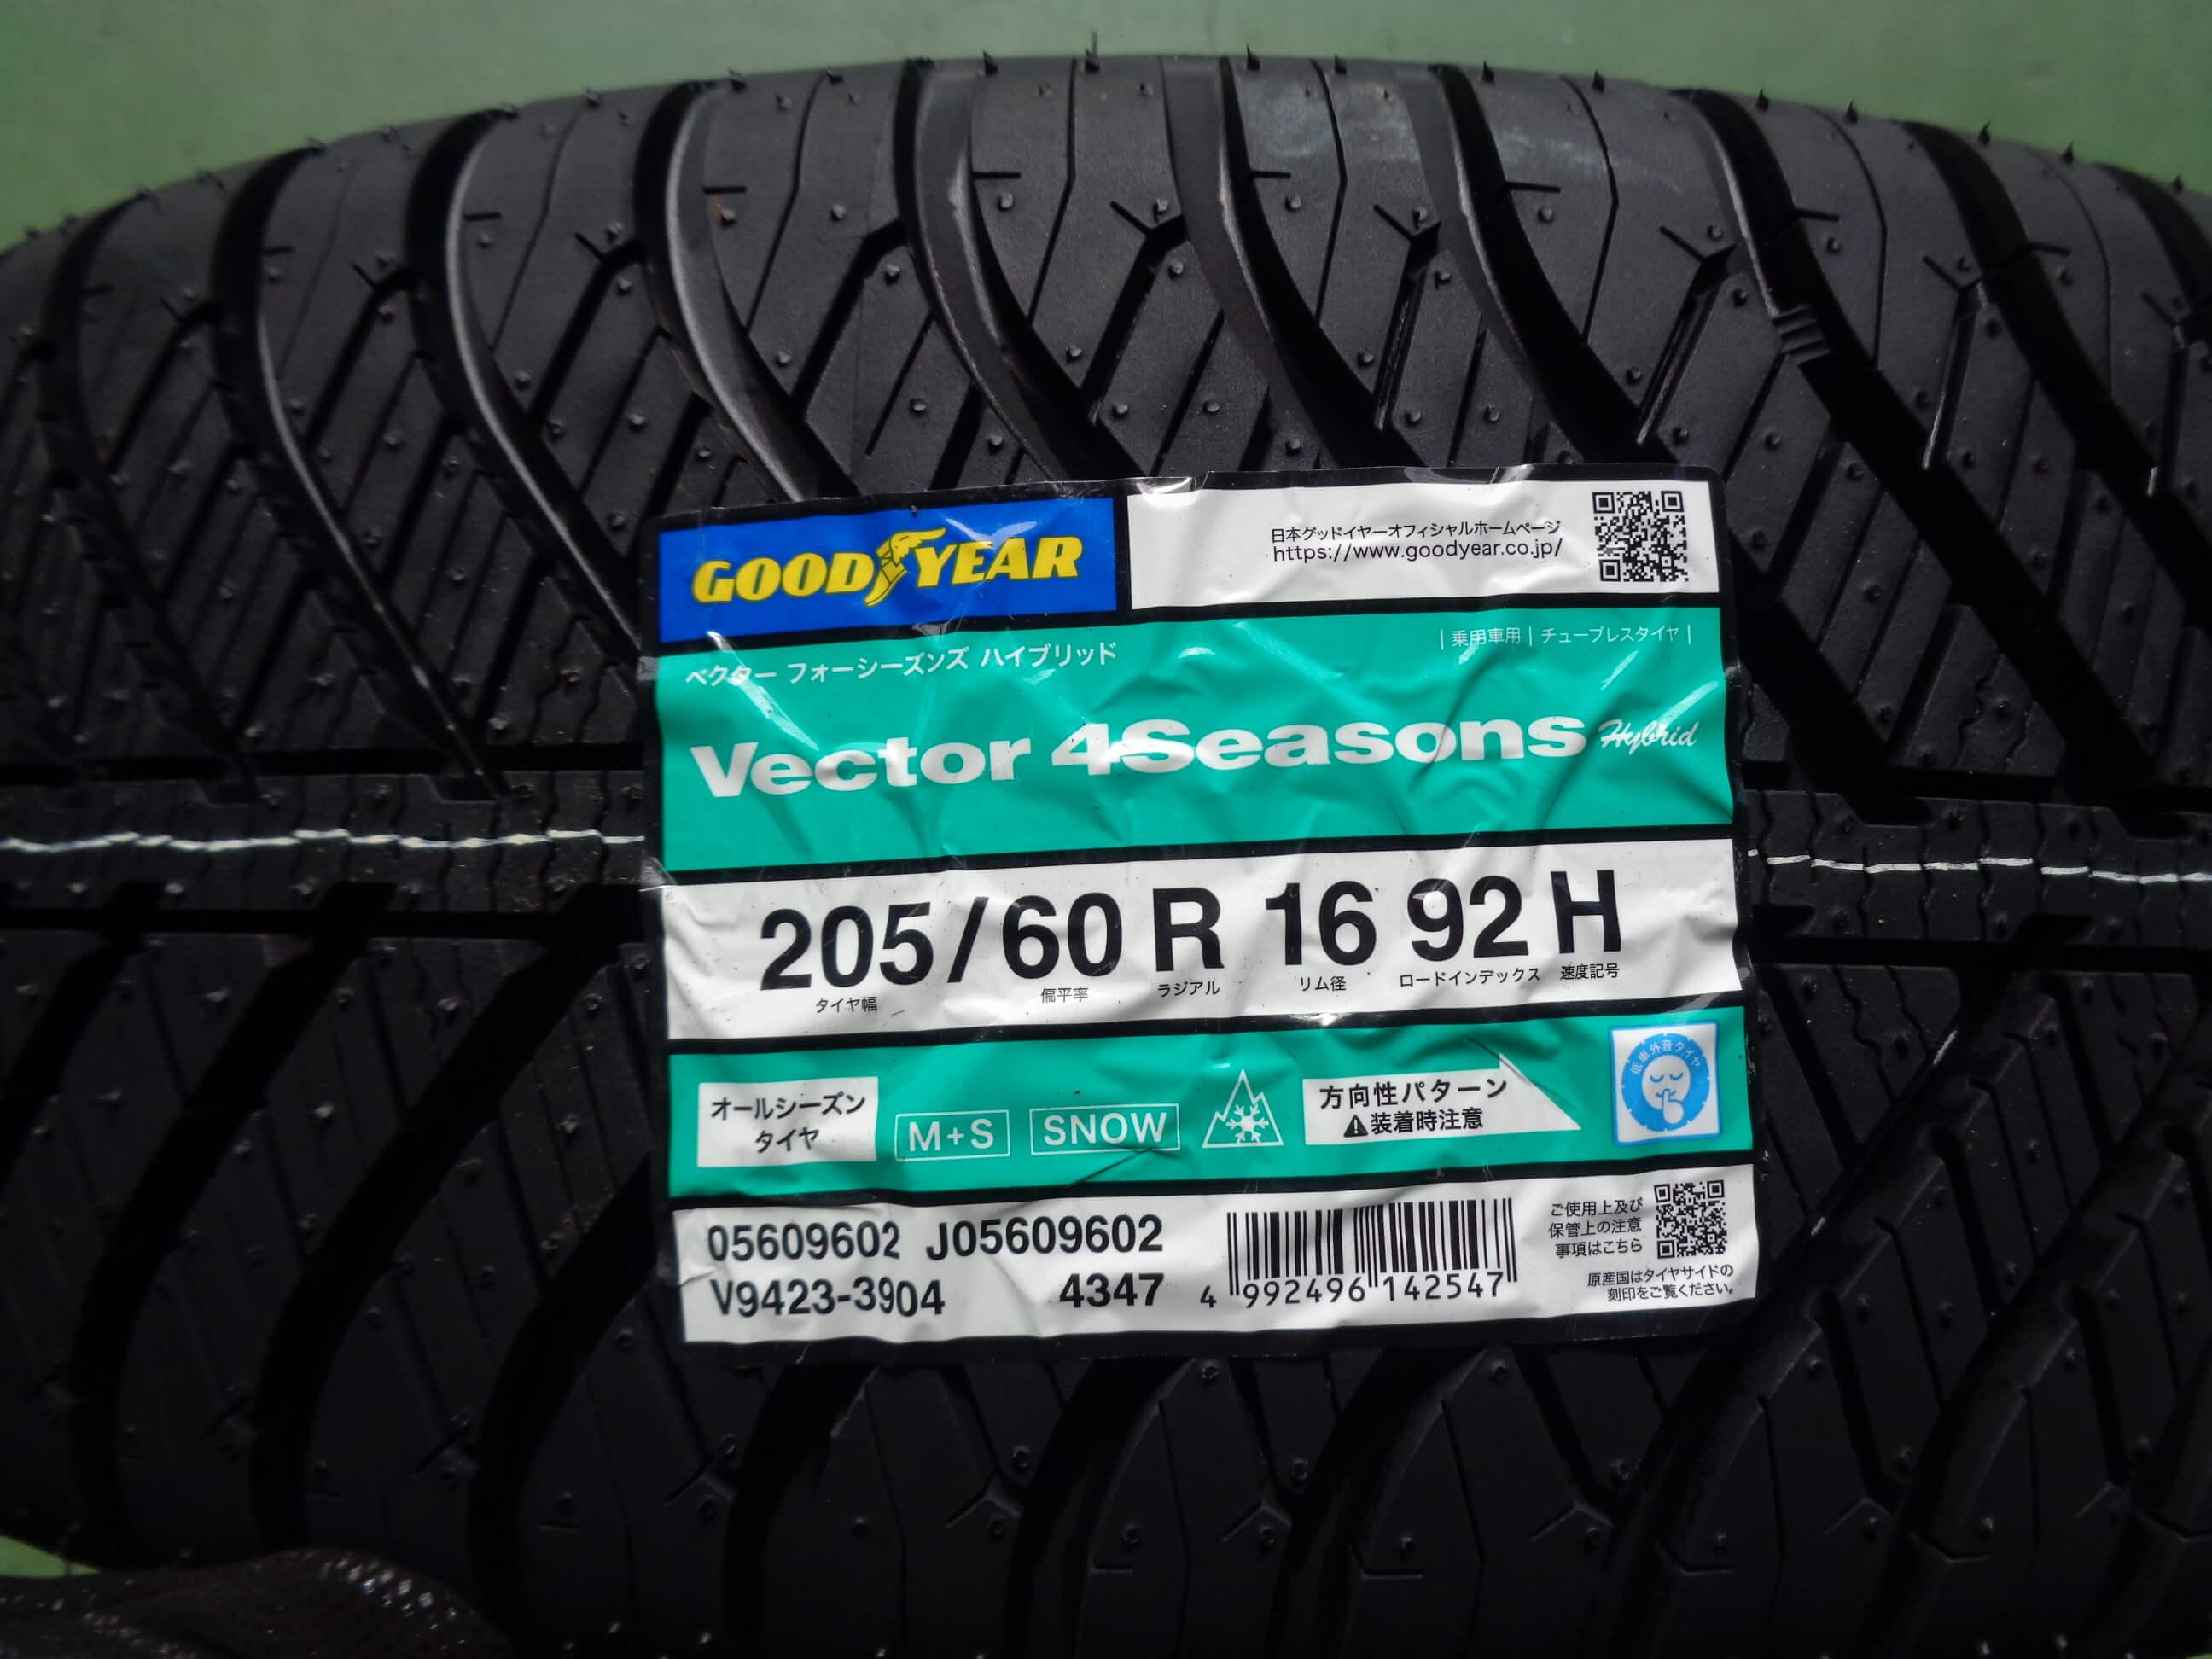 GOODYEAR
日本グッドイヤーオフィシャルホームページ
https://www.goodyear.co.jp/
| 乗用車用 | チューブレスタイヤ |
ベクター フォーシーズンズ ハイブリッド
Vector 4Seasons Hybrid
205/60 R 16 92 H
タイヤ幅 偏平率 ラジアル リム径 ロードインデックス 速度記号
オールシーズン
タイヤ
M+S
SNOW
方向性パターン
装着時注意
低車外音タイヤ
05609602 J05609602
V9423-3904 4347
4 992496 142547
ご使用上及び
保管上の注意
事項はこちら
原産国はタイヤサイドの
刻印をご覧ください。